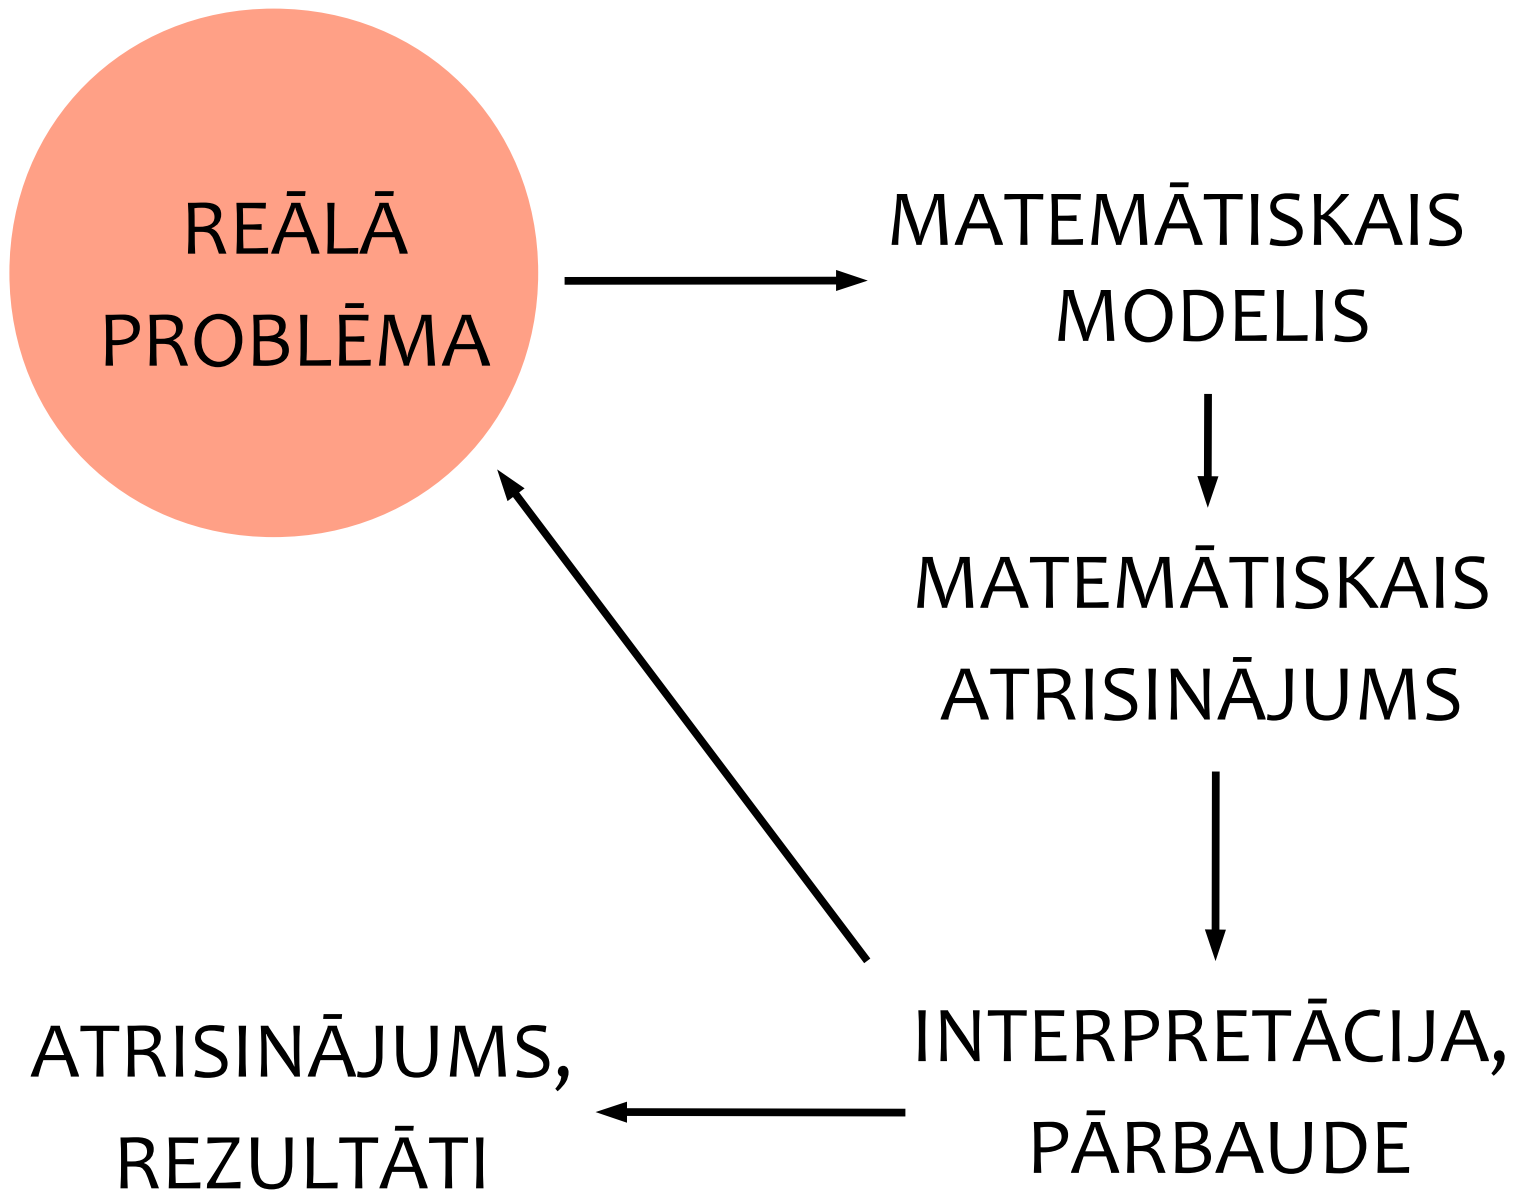 REĀLĀ
PROBLĒMA
MATEMĀTISKAIS
MODELIS
MATEMĀTISKAIS
ATRISINĀJUMS
INTERPRETĀCIJA,
PĀRBAUDE
ATRISINĀJUMS,
REZULTĀTI